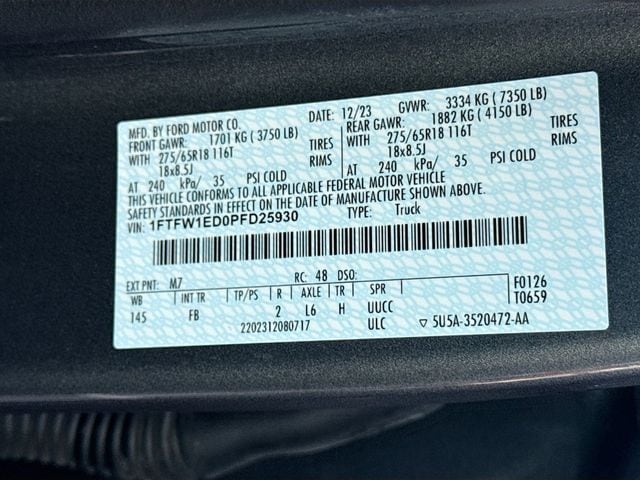 MFD. BY FORD MOTOR CO.
DATE: 12/23 GVWR: 3334 KG ( 7350 LB)
FRONT GAWR: 1701 KG ( 3750 LB) REAR GAWR: 1882 KG ( 4150 LB)
WITH 275/65R18 116T TIRES 275/65R18 116T TIRES
18x8.5J RIMS 18x8.5J RIMS
AT 240 kPa/ 35 PSI COLD AT 240 kPa/ 35 PSI COLD
THIS VEHICLE CONFORMS TO ALL APPLICABLE FEDERAL MOTOR VEHICLE
SAFETY STANDARDS IN EFFECT ON THE DATE OF MANUFACTURE SHOWN ABOVE.
VIN: 1FTFW1ED0PFD25930 TYPE: Truck
EXT PNT: M7 RC: 48 DSO:
WB INT TR TP/PS R AXLE TR SPR F0126
145 FB 2 L6 H UUCC T0659
2202312080717 ULC ▽ 5U5A-3520472-AA